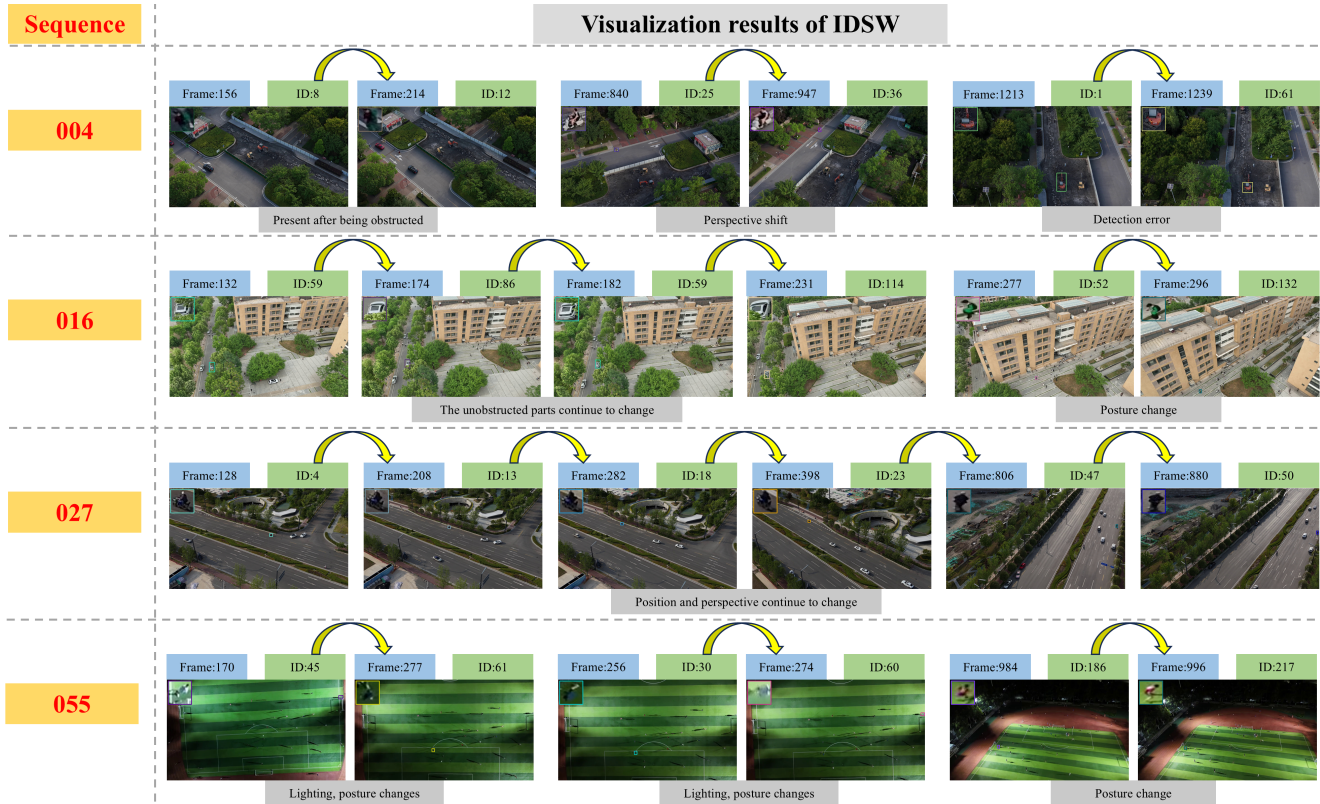 Sequence
Visualization results of IDSW
004
Frame:156 ID:8 Frame:214 ID:12 Frame:840 ID:25 Frame:947 ID:36 Frame:1213 ID:1 Frame:1239 ID:61
Present after being obstructed Perspective shift Detection error
016
Frame:132 ID:59 Frame:174 ID:86 Frame:182 ID:59 Frame:231 ID:114 Frame:277 ID:52 Frame:296 ID:132
The unobstructed parts continue to change Posture change
027
Frame:128 ID:4 Frame:208 ID:13 Frame:282 ID:18 Frame:398 ID:23 Frame:806 ID:47 Frame:880 ID:50
Position and perspective continue to change
055
Frame:170 ID:45 Frame:277 ID:61 Frame:256 ID:30 Frame:274 ID:60 Frame:984 ID:186 Frame:996 ID:217
Lighting, posture changes Lighting, posture changes Posture change